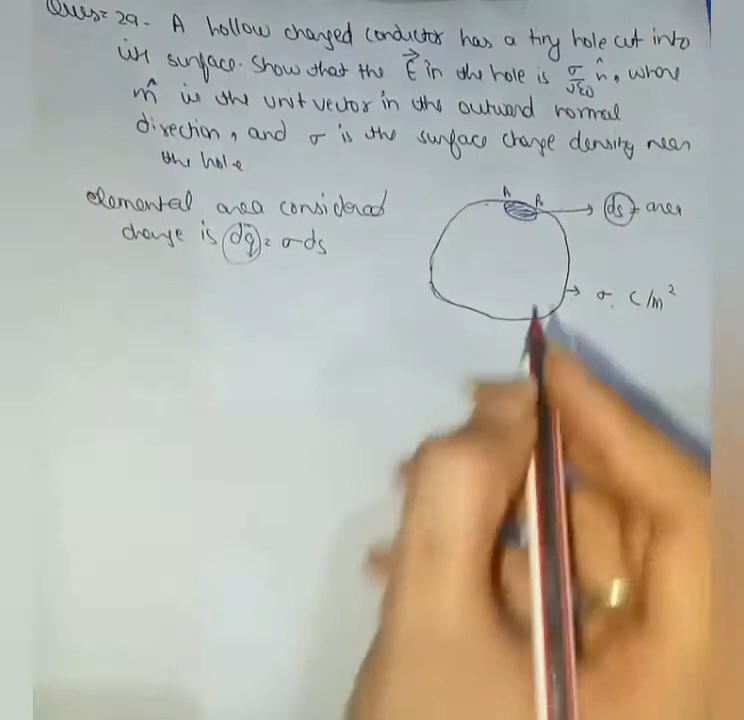 Ques= 29- A hollow charged conductor has a tiny hole cut into
its surface. Show that the E⃗ in the hole is σ/2ε0 n̂, where
n̂ is the unit vector in the outward normal
direction, and σ is the surface charge density near
the hole
elemental area considered
charge is dq = σ ds
A B
ds = area
σ C/m²